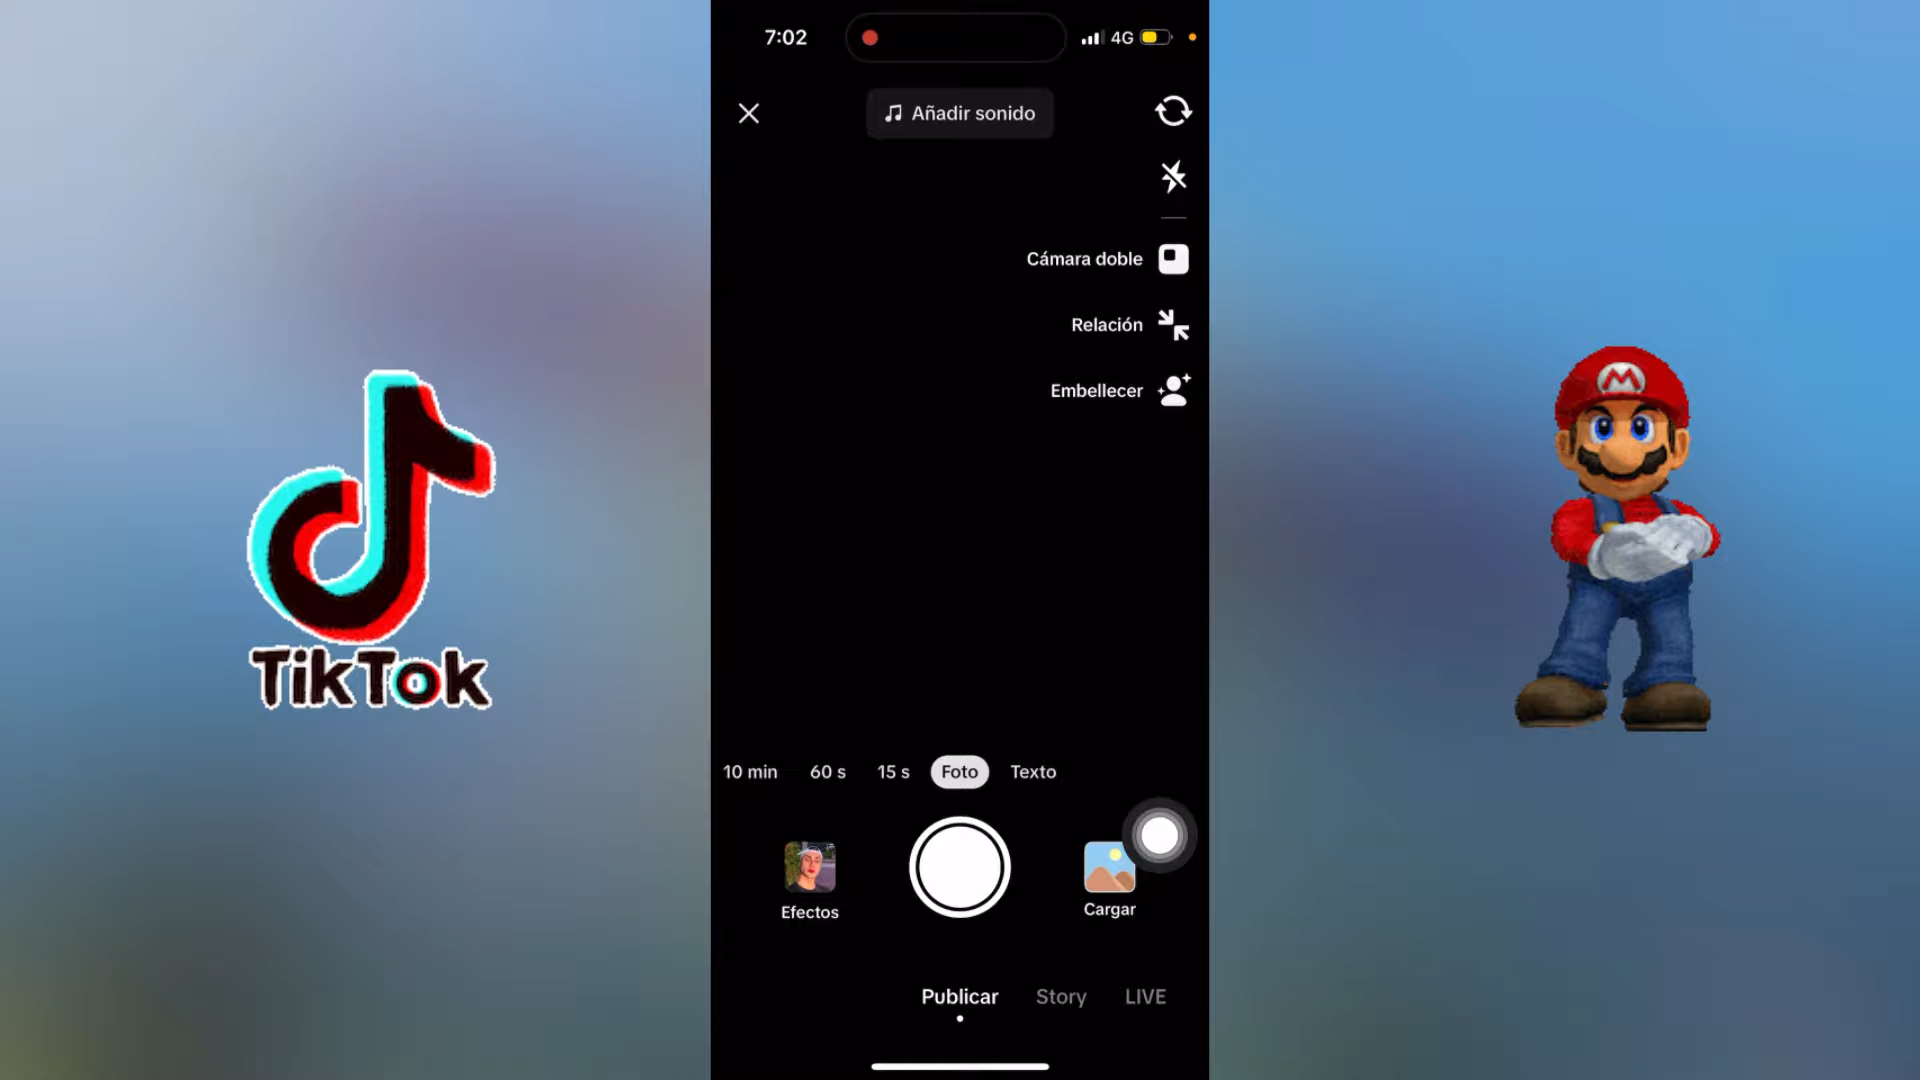 7:02
4G
Añadir sonido
Cámara doble
Relación
Embellecer
10 min 60 s 15 s Foto Texto
Efectos
Cargar
Publicar Story LIVE
TikTok
M